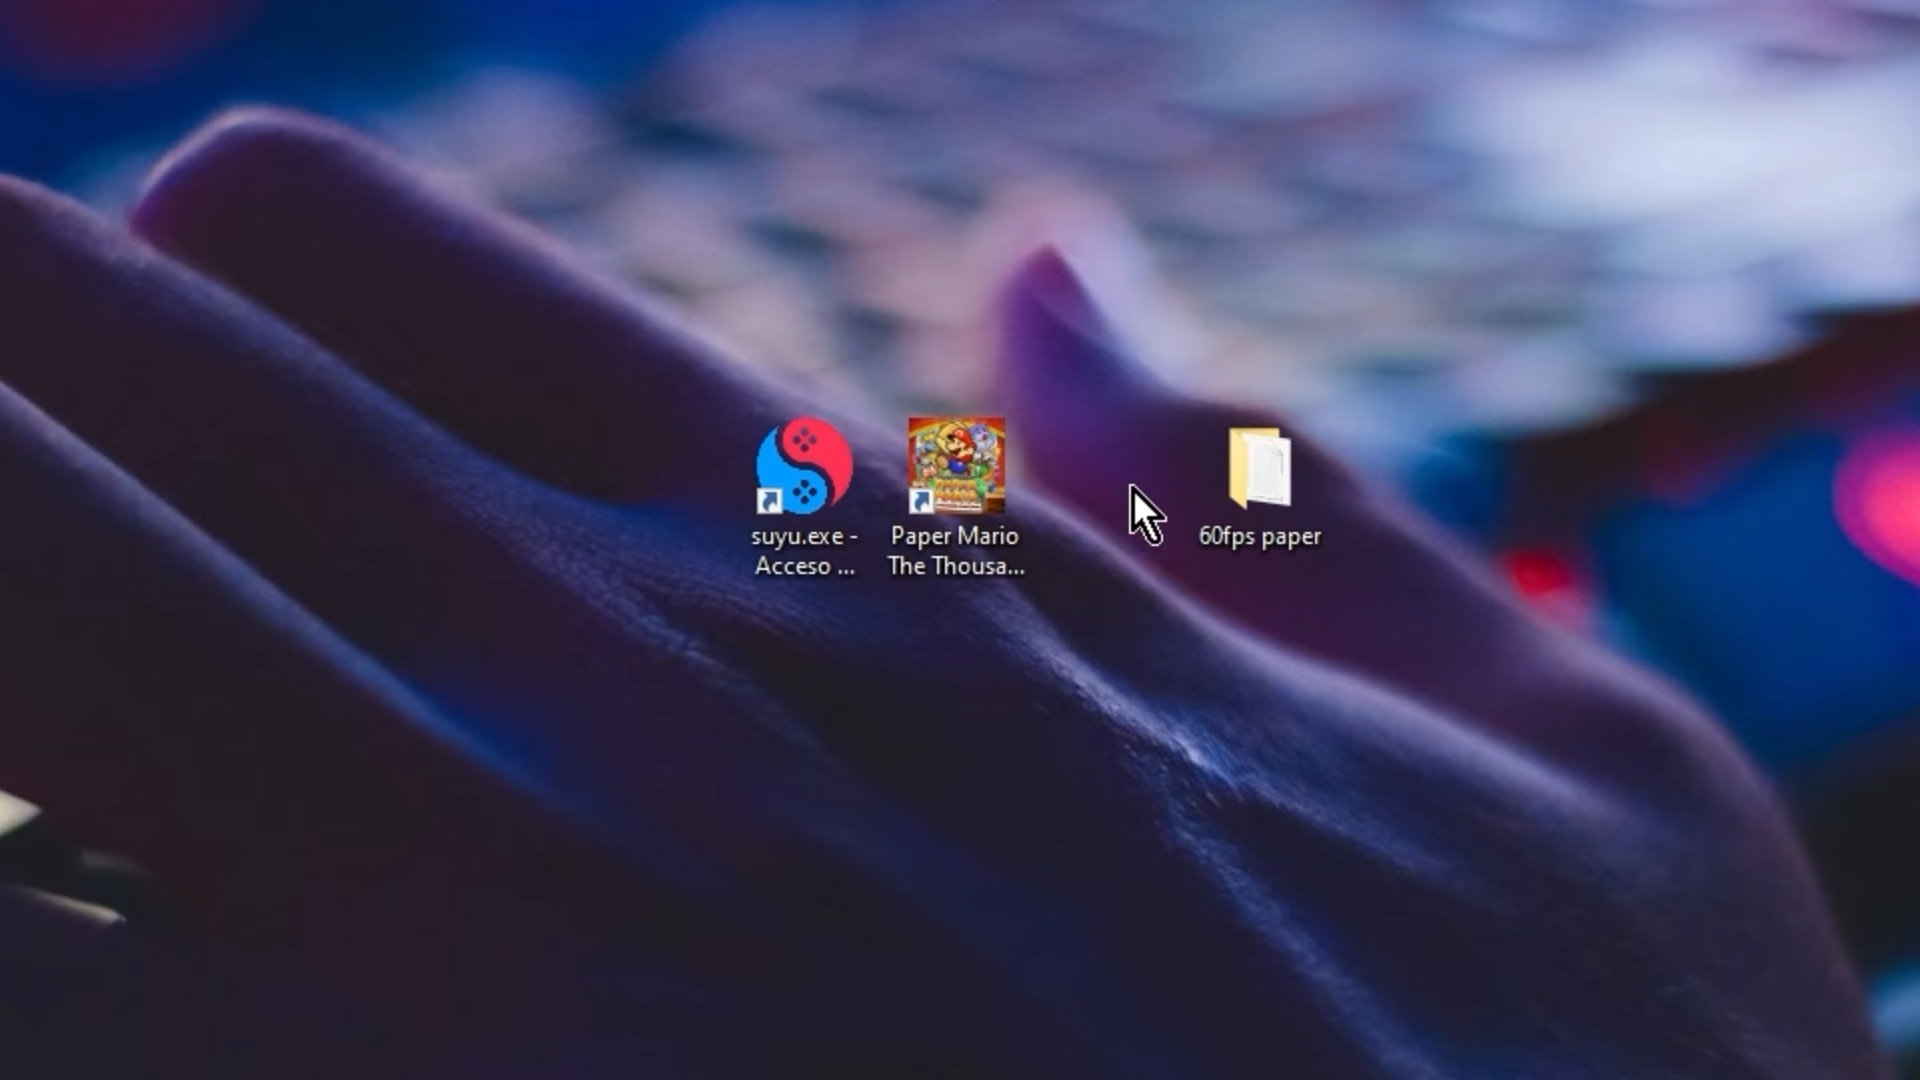 suyu.exe -
Acceso ...
Paper Mario
The Thousa...
60fps paper